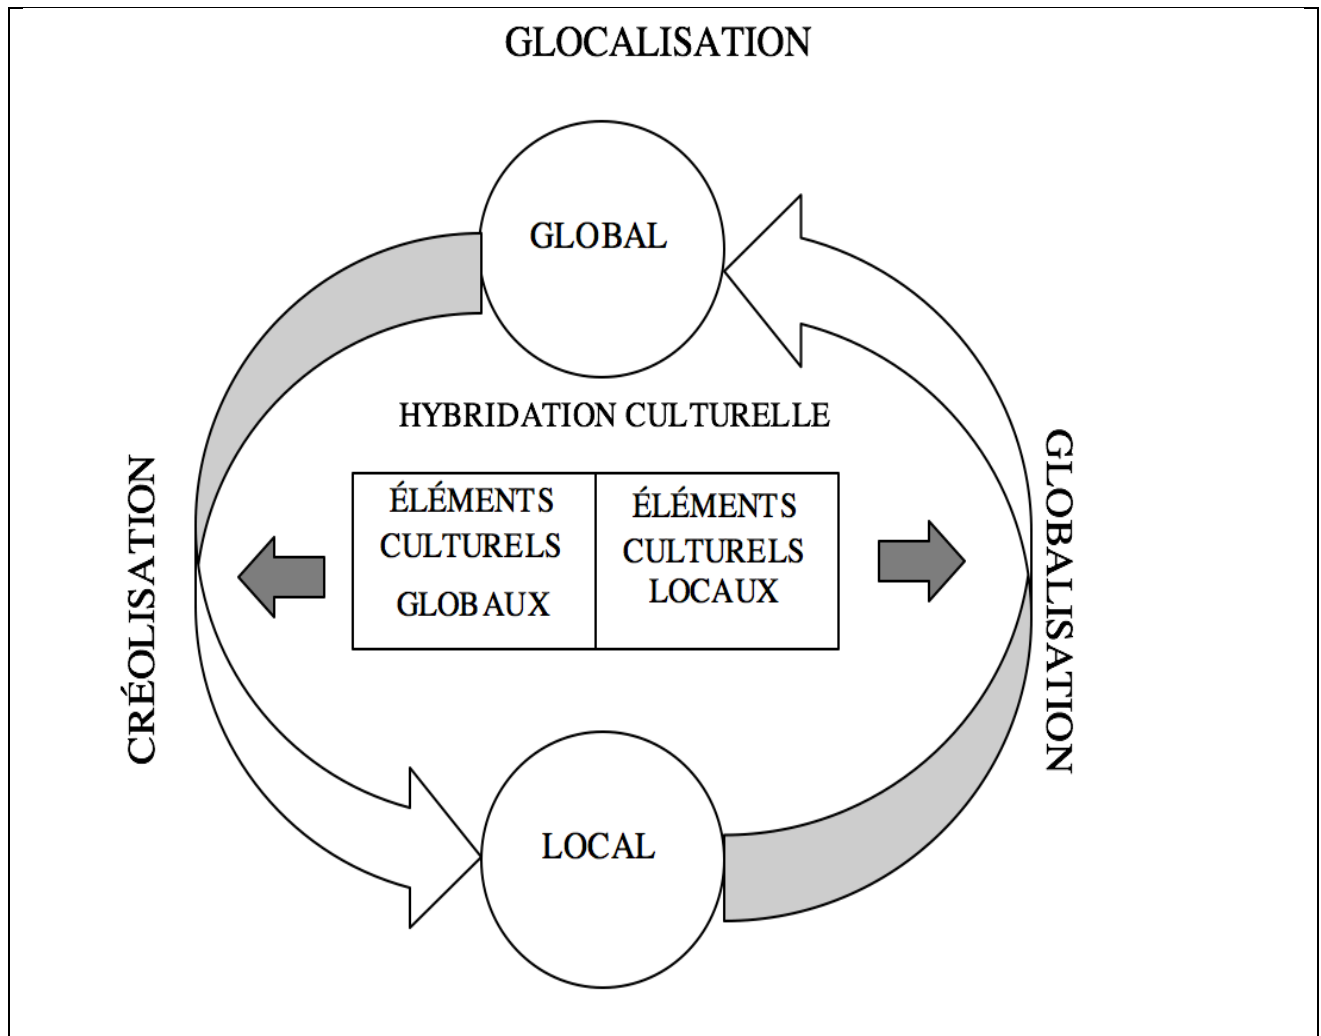 GLOCALISATION
GLOBAL
HYBRIDATION CULTURELLE
ÉLÉMENTS
CULTURELS
GLOBAUX
ÉLÉMENTS
CULTURELS
LOCAUX
CRÉOLISATION
GLOBALISATION
LOCAL